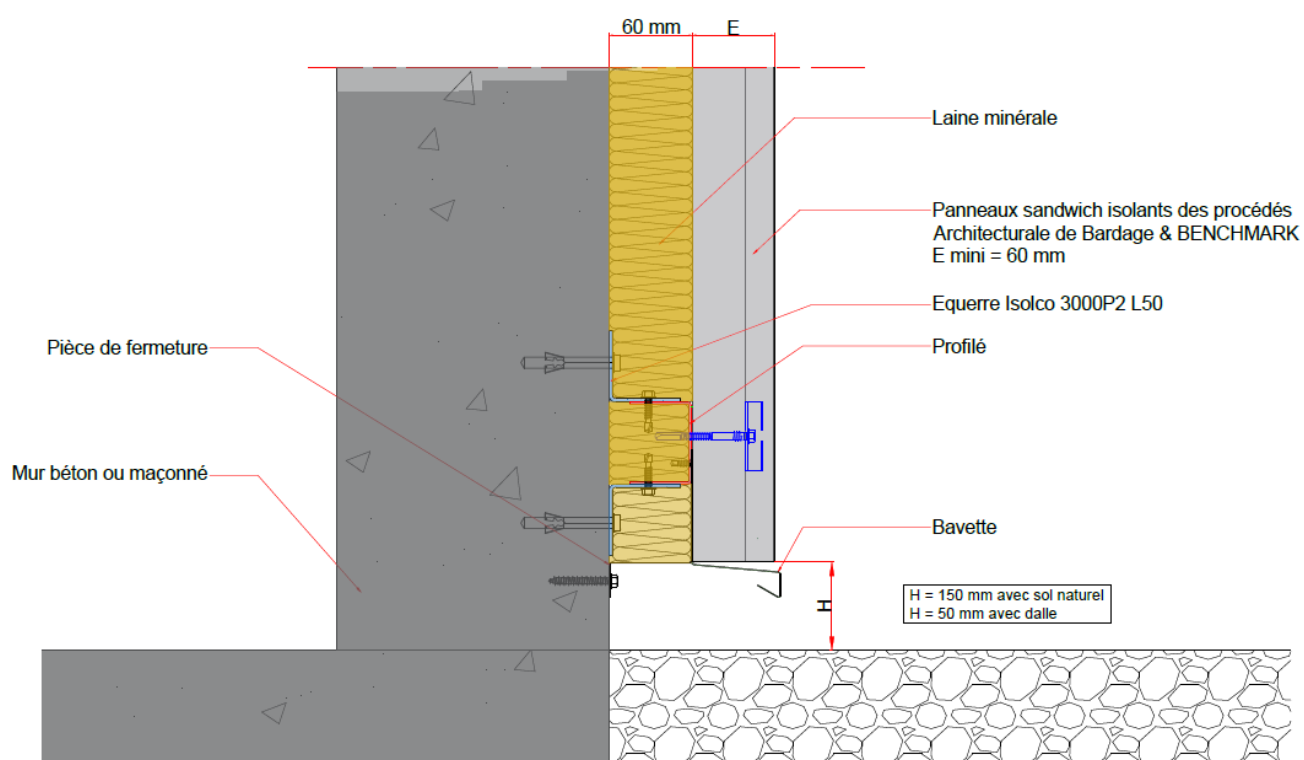 60 mm
E
Laine minérale
Panneaux sandwich isolants des procédés
Architecturale de Bardage & BENCHMARK
E mini = 60 mm
Equerre Isolco 3000P2 L50
Pièce de fermeture
Profilé
Mur béton ou maçonné
Bavette
H = 150 mm avec sol naturel
H = 50 mm avec dalle
H